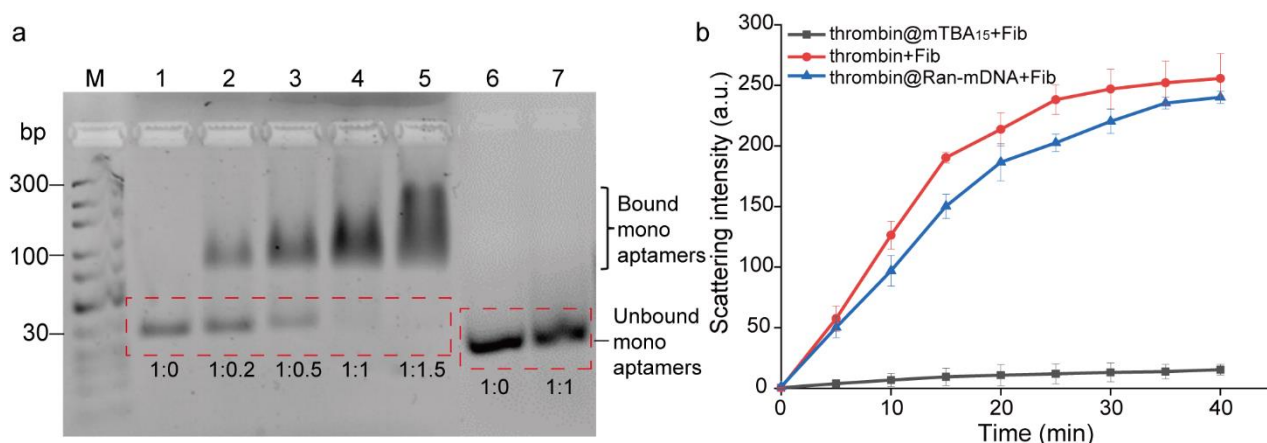 a
M 1 2 3 4 5 6 7
bp
300
100
30
1:0 1:0.2 1:0.5 1:1 1:1.5
1:0 1:1
Bound
mono
aptamers
Unbound
mono
aptamers
b
thrombin@mTBA₁₅+Fib
thrombin+Fib
thrombin@Ran-mDNA+Fib
Scattering intensity (a.u.)
300
250
200
150
100
50
0
0 10 20 30 40
Time (min)